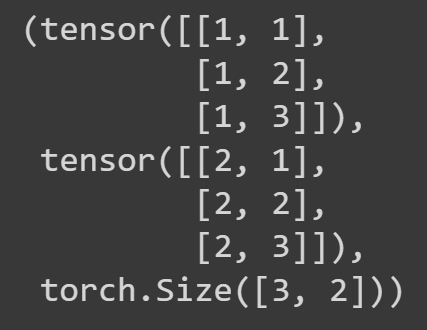 (tensor([[1, 1],
         [1, 2],
         [1, 3]]),
 tensor([[2, 1],
         [2, 2],
         [2, 3]]),
 torch.Size([3, 2]))